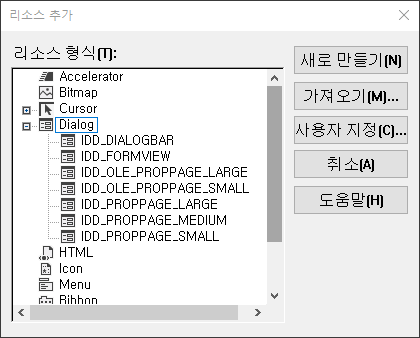 리소스 추가
리소스 형식(T):
Accelerator
Bitmap
Cursor
Dialog
IDD_DIALOGBAR
IDD_FORMVIEW
IDD_OLE_PROPPAGE_LARGE
IDD_OLE_PROPPAGE_SMALL
IDD_PROPPAGE_LARGE
IDD_PROPPAGE_MEDIUM
IDD_PROPPAGE_SMALL
HTML
Icon
Menu
Ribbon
새로 만들기(N)
가져오기(M)...
사용자 지정(C)...
취소(A)
도움말(H)